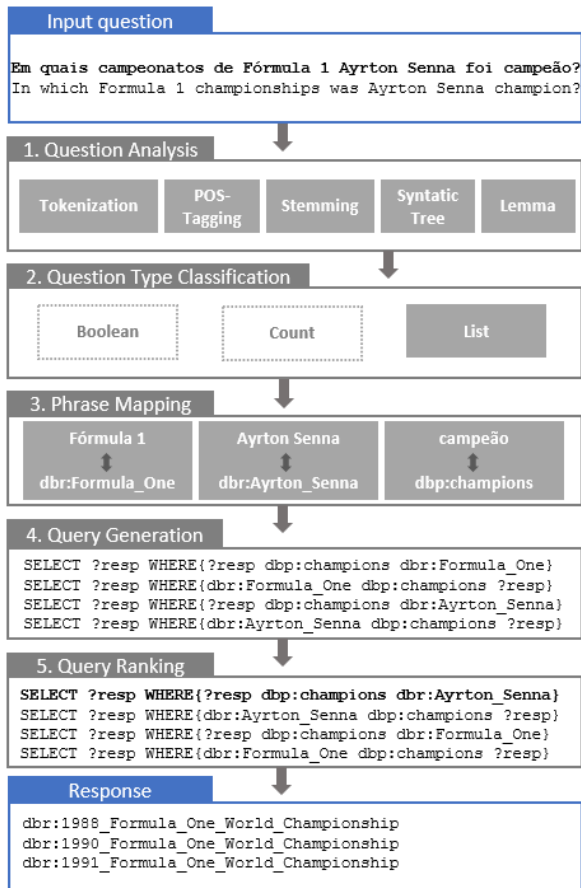 Input question
Em quais campeonatos de Fórmula 1 Ayrton Senna foi campeão?
In which Formula 1 championships was Ayrton Senna champion?
1. Question Analysis
Tokenization
POS-
Tagging
Stemming
Syntatic
Tree
Lemma
2. Question Type Classification
Boolean
Count
List
3. Phrase Mapping
Fórmula 1
dbr:Formula_One
Ayrton Senna
dbr:Ayrton_Senna
campeão
dbp:champions
4. Query Generation
SELECT ?resp WHERE{?resp dbp:champions dbr:Formula_One}
SELECT ?resp WHERE{dbr:Formula_One dbp:champions ?resp}
SELECT ?resp WHERE{?resp dbp:champions dbr:Ayrton_Senna}
SELECT ?resp WHERE{dbr:Ayrton_Senna dbp:champions ?resp}
5. Query Ranking
SELECT ?resp WHERE{?resp dbp:champions dbr:Ayrton_Senna}
SELECT ?resp WHERE{dbr:Ayrton_Senna dbp:champions ?resp}
SELECT ?resp WHERE{?resp dbp:champions dbr:Formula_One}
SELECT ?resp WHERE{dbr:Formula_One dbp:champions ?resp}
Response
dbr:1988_Formula_One_World_Championship
dbr:1990_Formula_One_World_Championship
dbr:1991_Formula_One_World_Championship